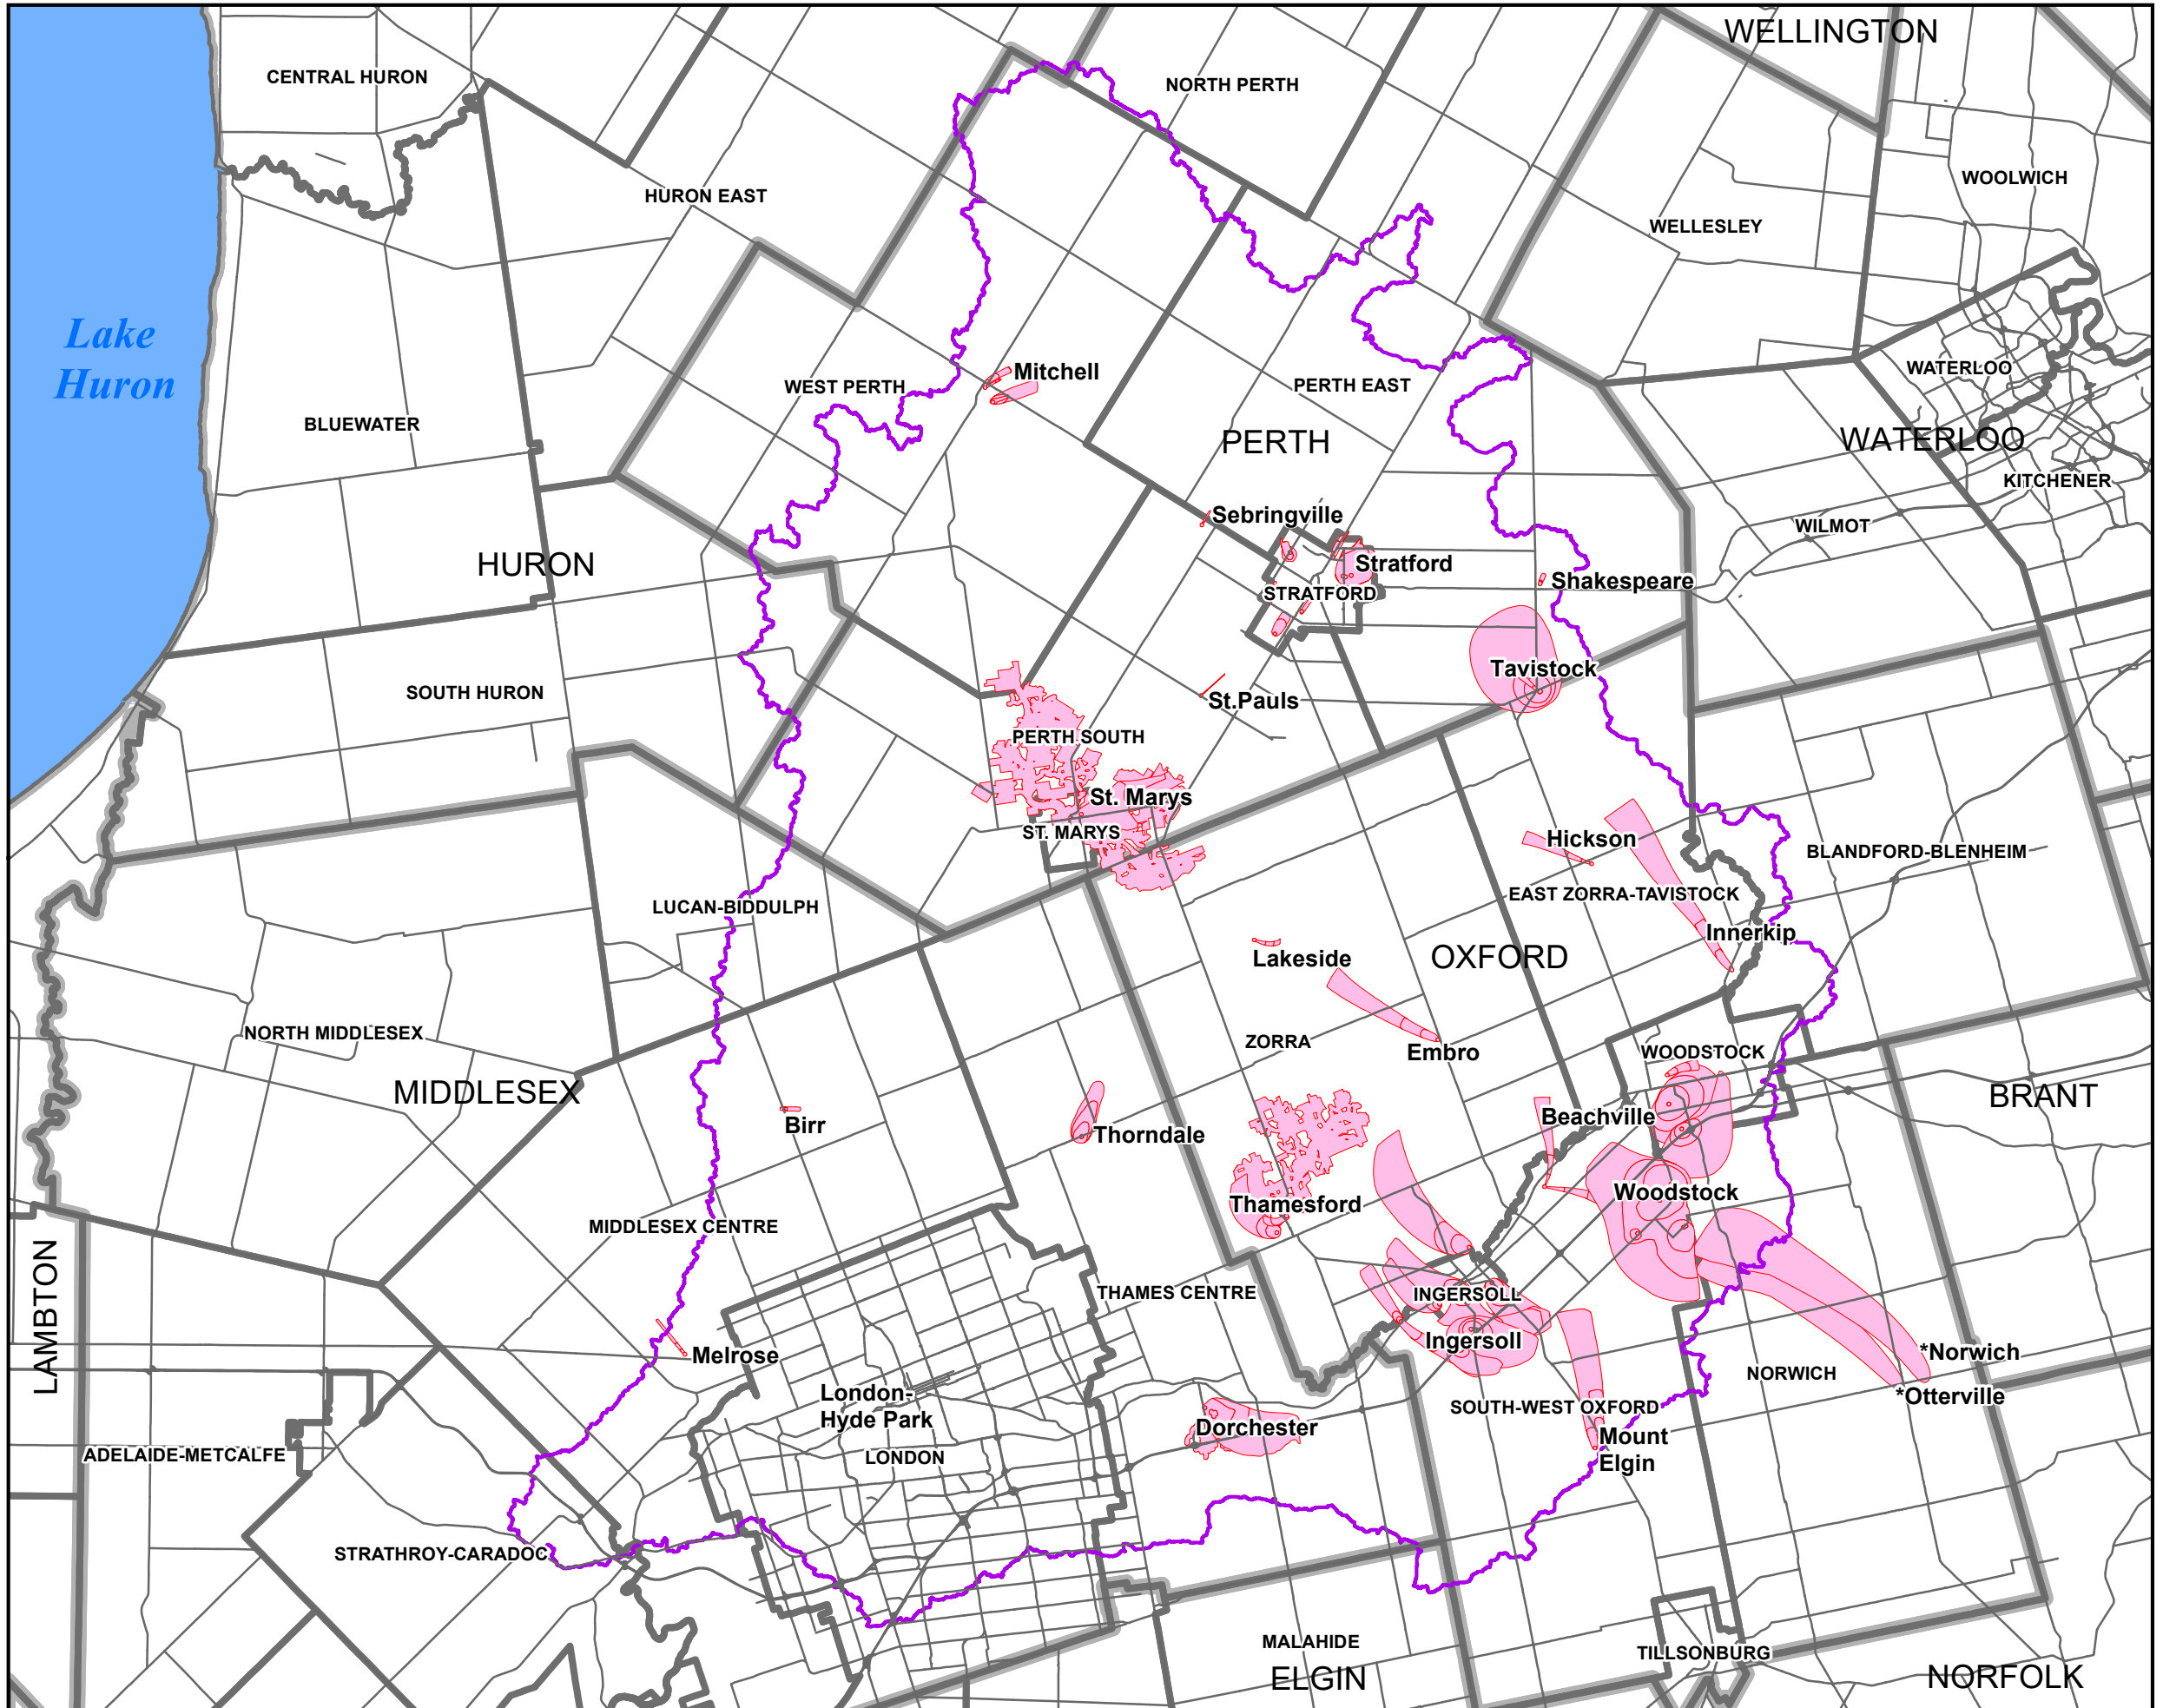 WELLINGTON
CENTRAL HURON
NORTH PERTH
WOOLWICH
HURON EAST
WELLESLEY
Lake
Huron
WATERLOO
Mitchell
WEST PERTH
PERTH EAST
BLUEWATER
PERTH
WATERLOO
KITCHENER
Sebringville
WILMOT
HURON
Stratford
Shakespeare
STRATFORD
Tavistock
SOUTH HURON
St.Pauls
PERTH SOUTH
St. Marys
ST. MARYS
Hickson
BLANDFORD-BLENHEIM
EAST ZORRA-TAVISTOCK
LUCAN-BIDDULPH
Innerkip
Lakeside
OXFORD
NORTH MIDDLESEX
ZORRA
Embro
WOODSTOCK
MIDDLESEX
BRANT
Beachville
Birr
Thorndale
Woodstock
Thamesford
MIDDLESEX CENTRE
THAMES CENTRE
INGERSOLL
LAMBTON
Ingersoll
*Norwich
Melrose
NORWICH
*Otterville
London-
Hyde Park
SOUTH-WEST OXFORD
Dorchester
Mount
Elgin
ADELAIDE-METCALFE
LONDON
STRATHROY-CARADOC
MALAHIDE
TILLSONBURG
ELGIN
NORFOLK